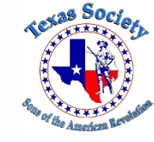 Texas Society
Sons of the American Revolution